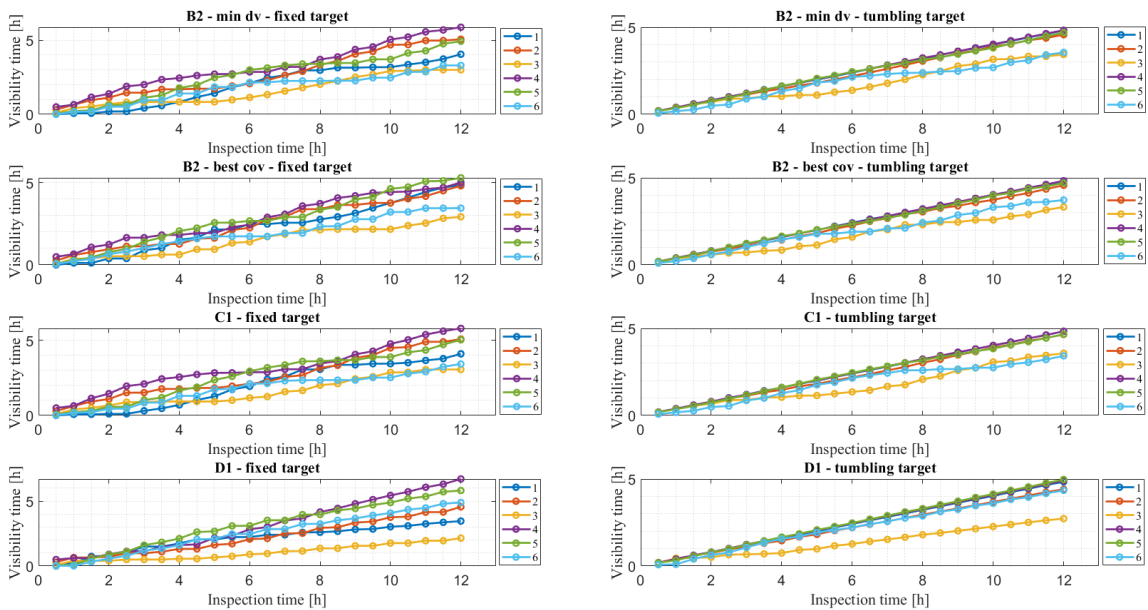 B2 - min dv - fixed target
Visibility time [h]
5
0
0 2 4 6 8 10 12
Inspection time [h]
1
2
3
4
5
6
B2 - min dv - tumbling target
Visibility time [h]
5
0
0 2 4 6 8 10 12
Inspection time [h]
1
2
3
4
5
6
B2 - best cov - fixed target
Visibility time [h]
5
0
0 2 4 6 8 10 12
Inspection time [h]
1
2
3
4
5
6
B2 - best cov - tumbling target
Visibility time [h]
5
0
0 2 4 6 8 10 12
Inspection time [h]
1
2
3
4
5
6
C1 - fixed target
Visibility time [h]
5
0
0 2 4 6 8 10 12
Inspection time [h]
1
2
3
4
5
6
C1 - tumbling target
Visibility time [h]
5
0
0 2 4 6 8 10 12
Inspection time [h]
1
2
3
4
5
6
D1 - fixed target
Visibility time [h]
5
0
0 2 4 6 8 10 12
Inspection time [h]
1
2
3
4
5
6
D1 - tumbling target
Visibility time [h]
5
0
0 2 4 6 8 10 12
Inspection time [h]
1
2
3
4
5
6